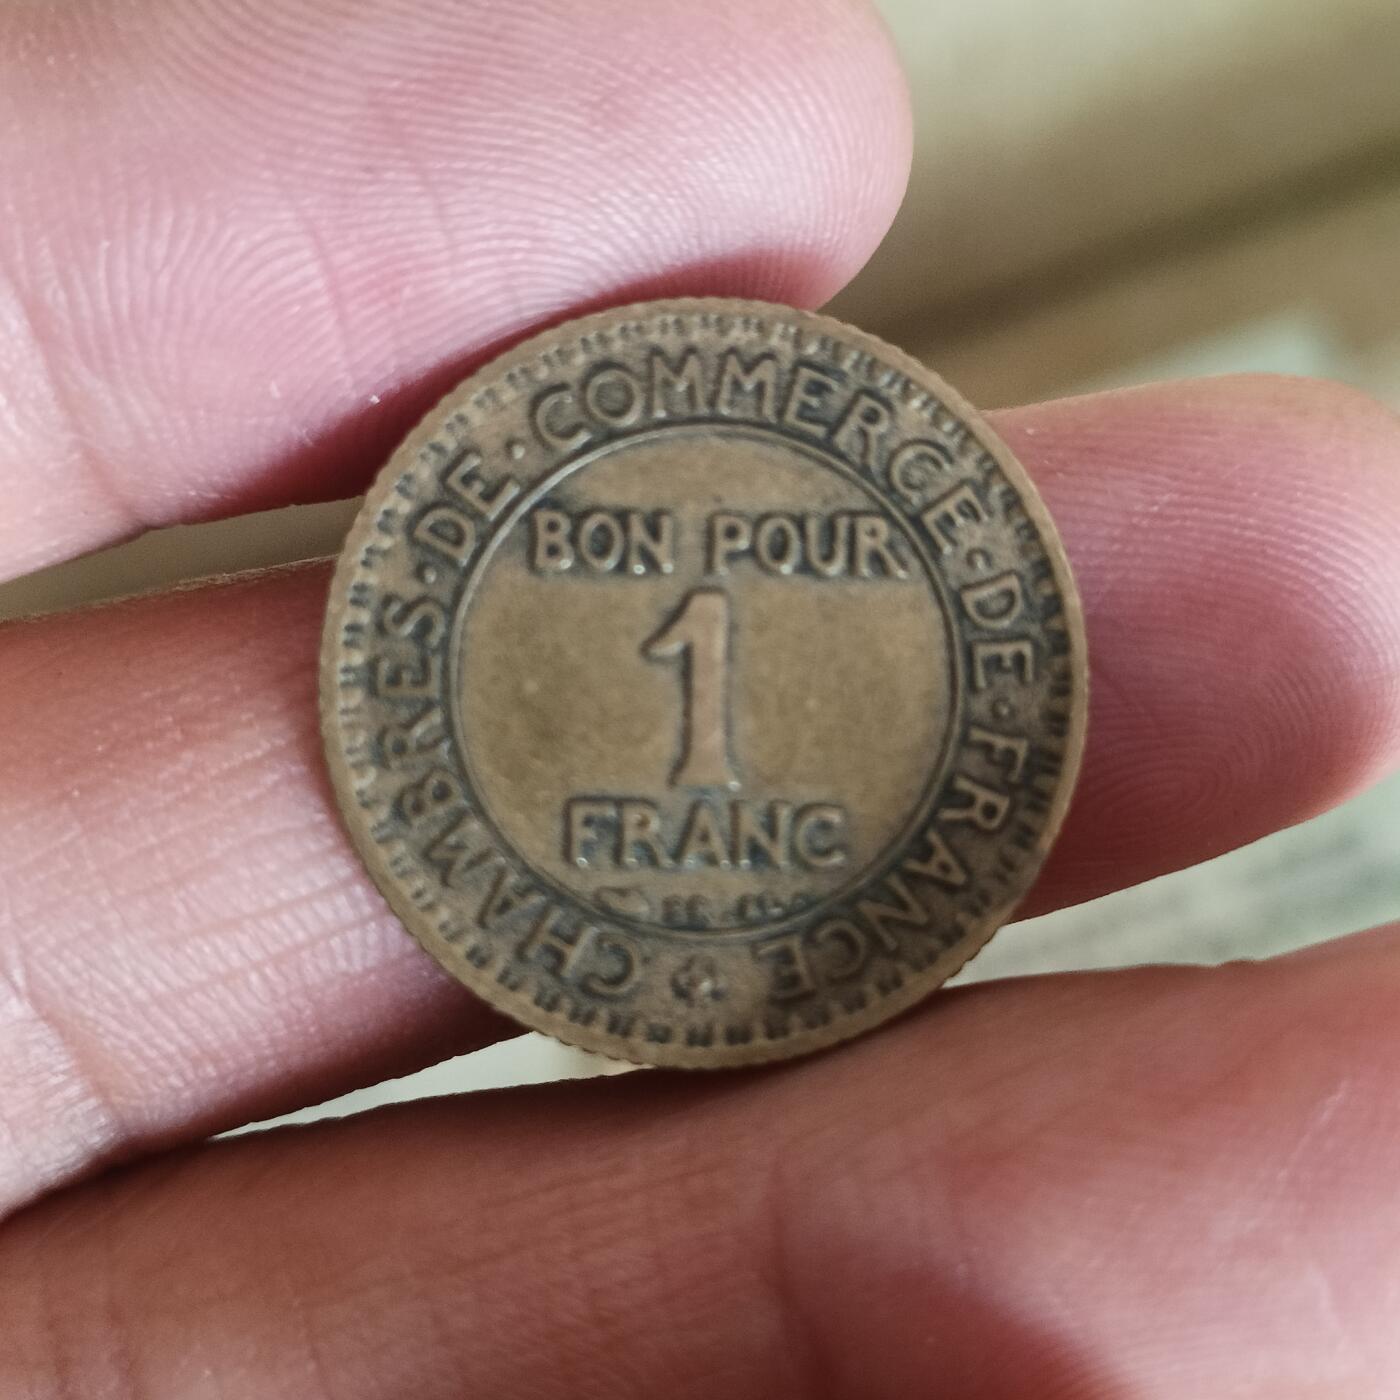 CHAMBRES · DE · COMMERCE · DE · FRANCE
BON POUR
1
FRANC